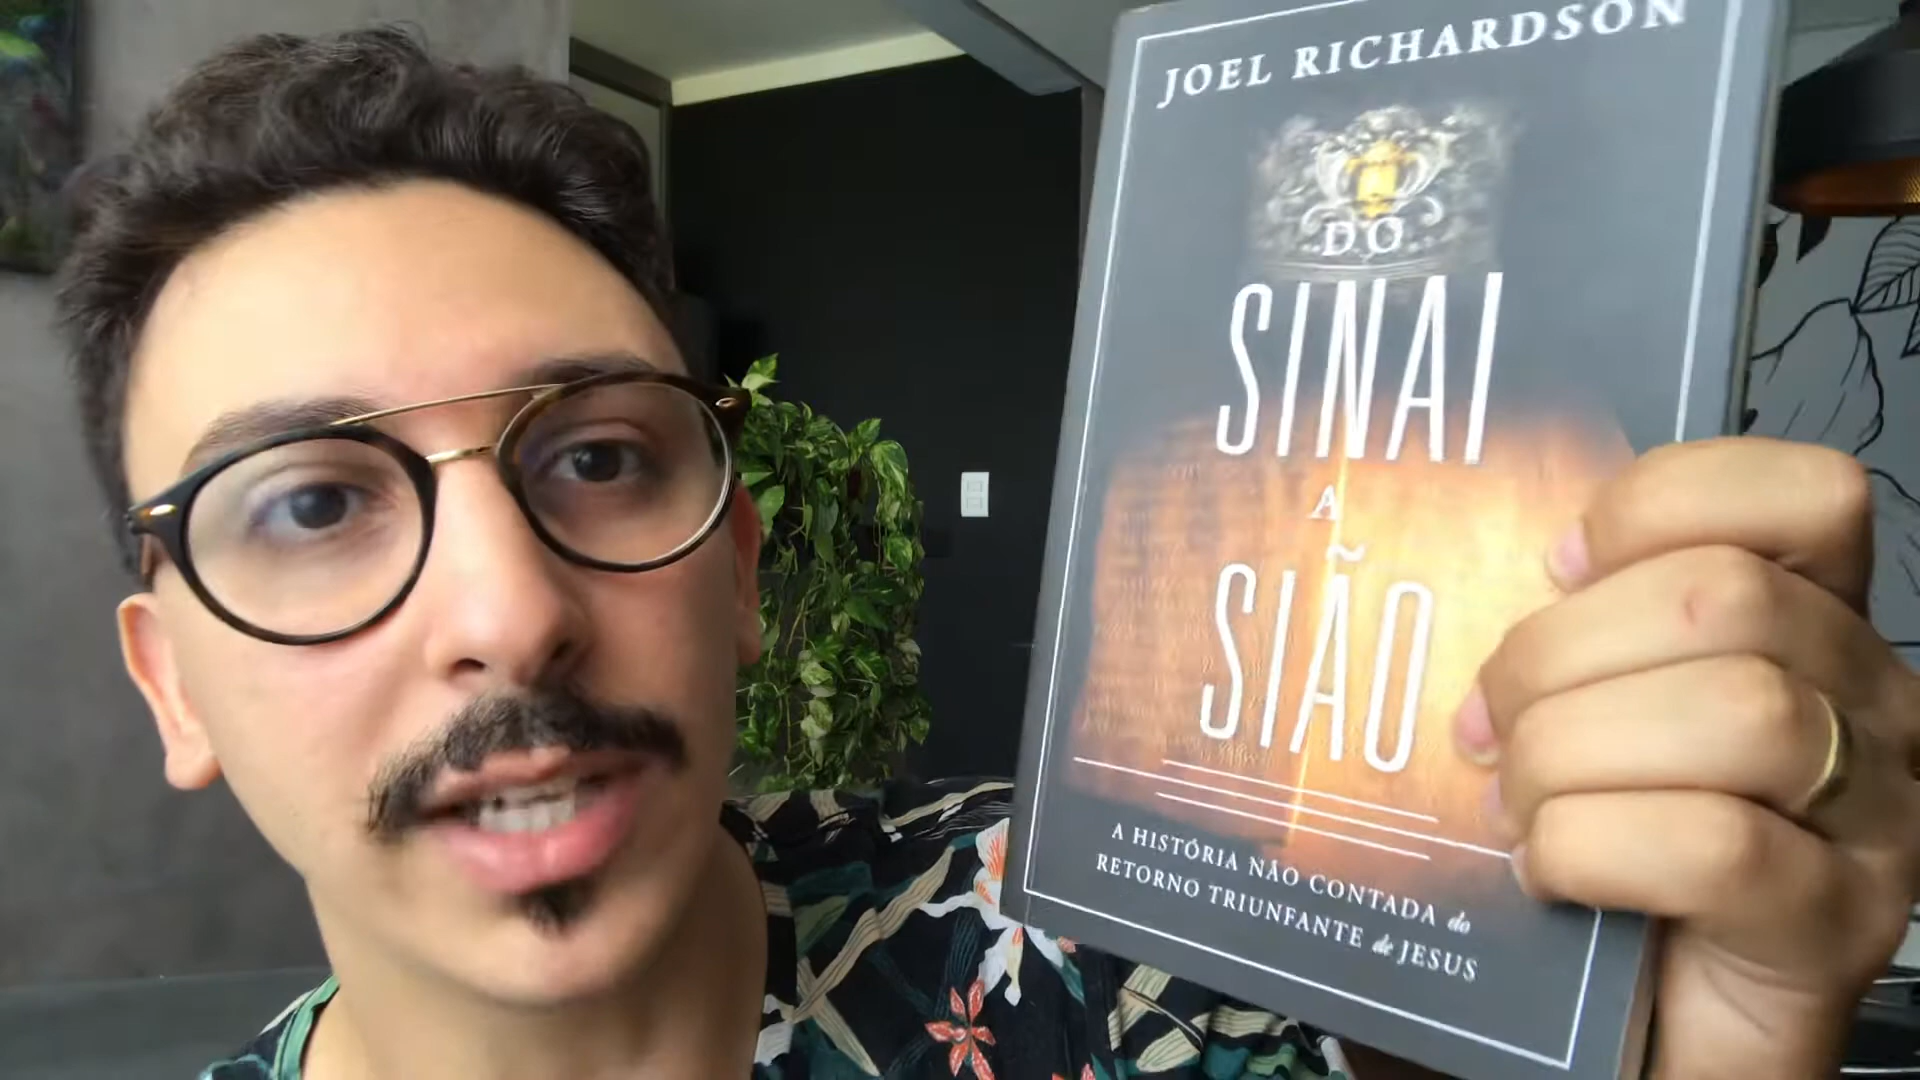 JOEL RICHARDSON
DO
SINAI
A
SIÃO
A HISTÓRIA NÃO CONTADA do
RETORNO TRIUNFANTE de JESUS